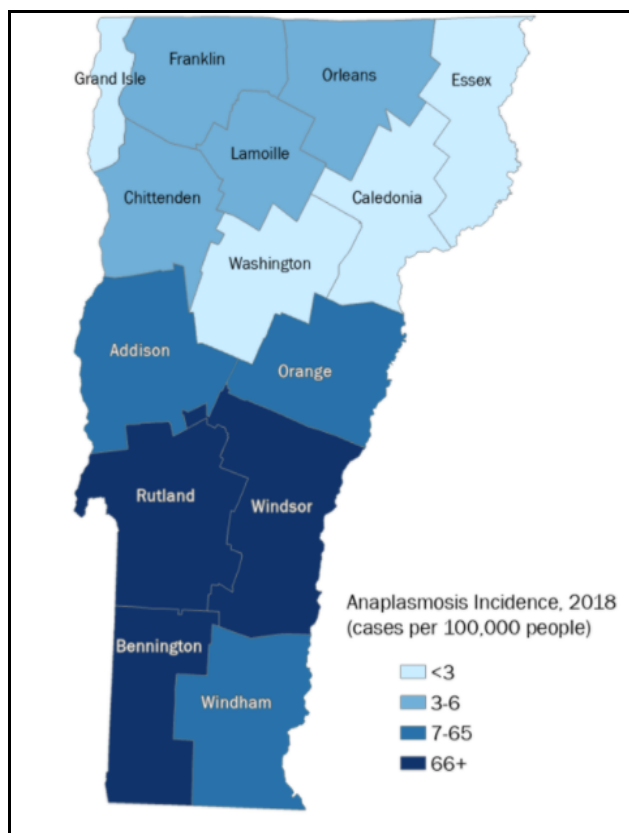 Franklin
Orleans
Grand Isle
Essex
Lamoille
Chittenden
Caledonia
Washington
Addison
Orange
Rutland
Windsor
Anaplasmosis Incidence, 2018
(cases per 100,000 people)
Bennington
<3
Windham
3-6
7-65
66+